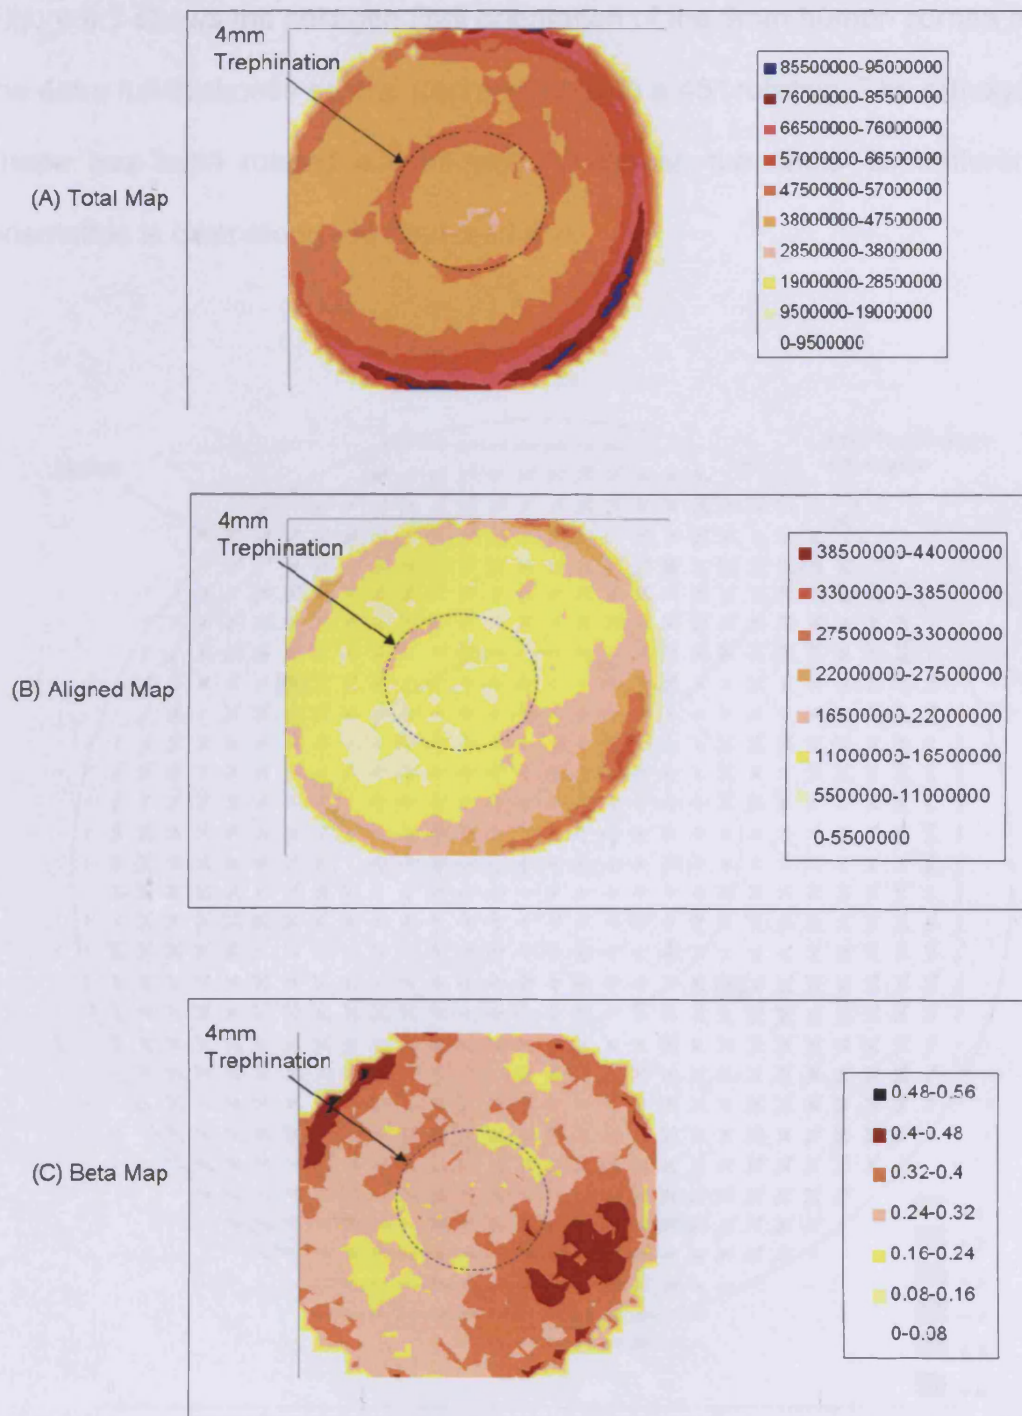 4mm
Trephination
(A) Total Map
85500000-95000000
76000000-85500000
66500000-76000000
57000000-66500000
47500000-57000000
38000000-47500000
28500000-38000000
19000000-28500000
9500000-19000000
0-9500000
4mm
Trephination
(B) Aligned Map
38500000-44000000
33000000-38500000
27500000-33000000
22000000-27500000
16500000-22000000
11000000-16500000
5500000-11000000
0-5500000
4mm
Trephination
(C) Beta Map
0.48-0.56
0.4-0.48
0.32-0.4
0.24-0.32
0.16-0.24
0.08-0.16
0-0.08